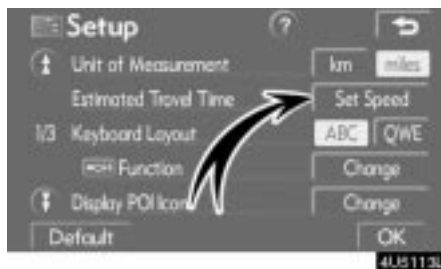 Setup ?
Unit of Measurement km miles
Estimated Travel Time Set Speed
1/3 Keyboard Layout ABC QWE
Function Change
Display POI Icon Change
Default OK
4U5113L